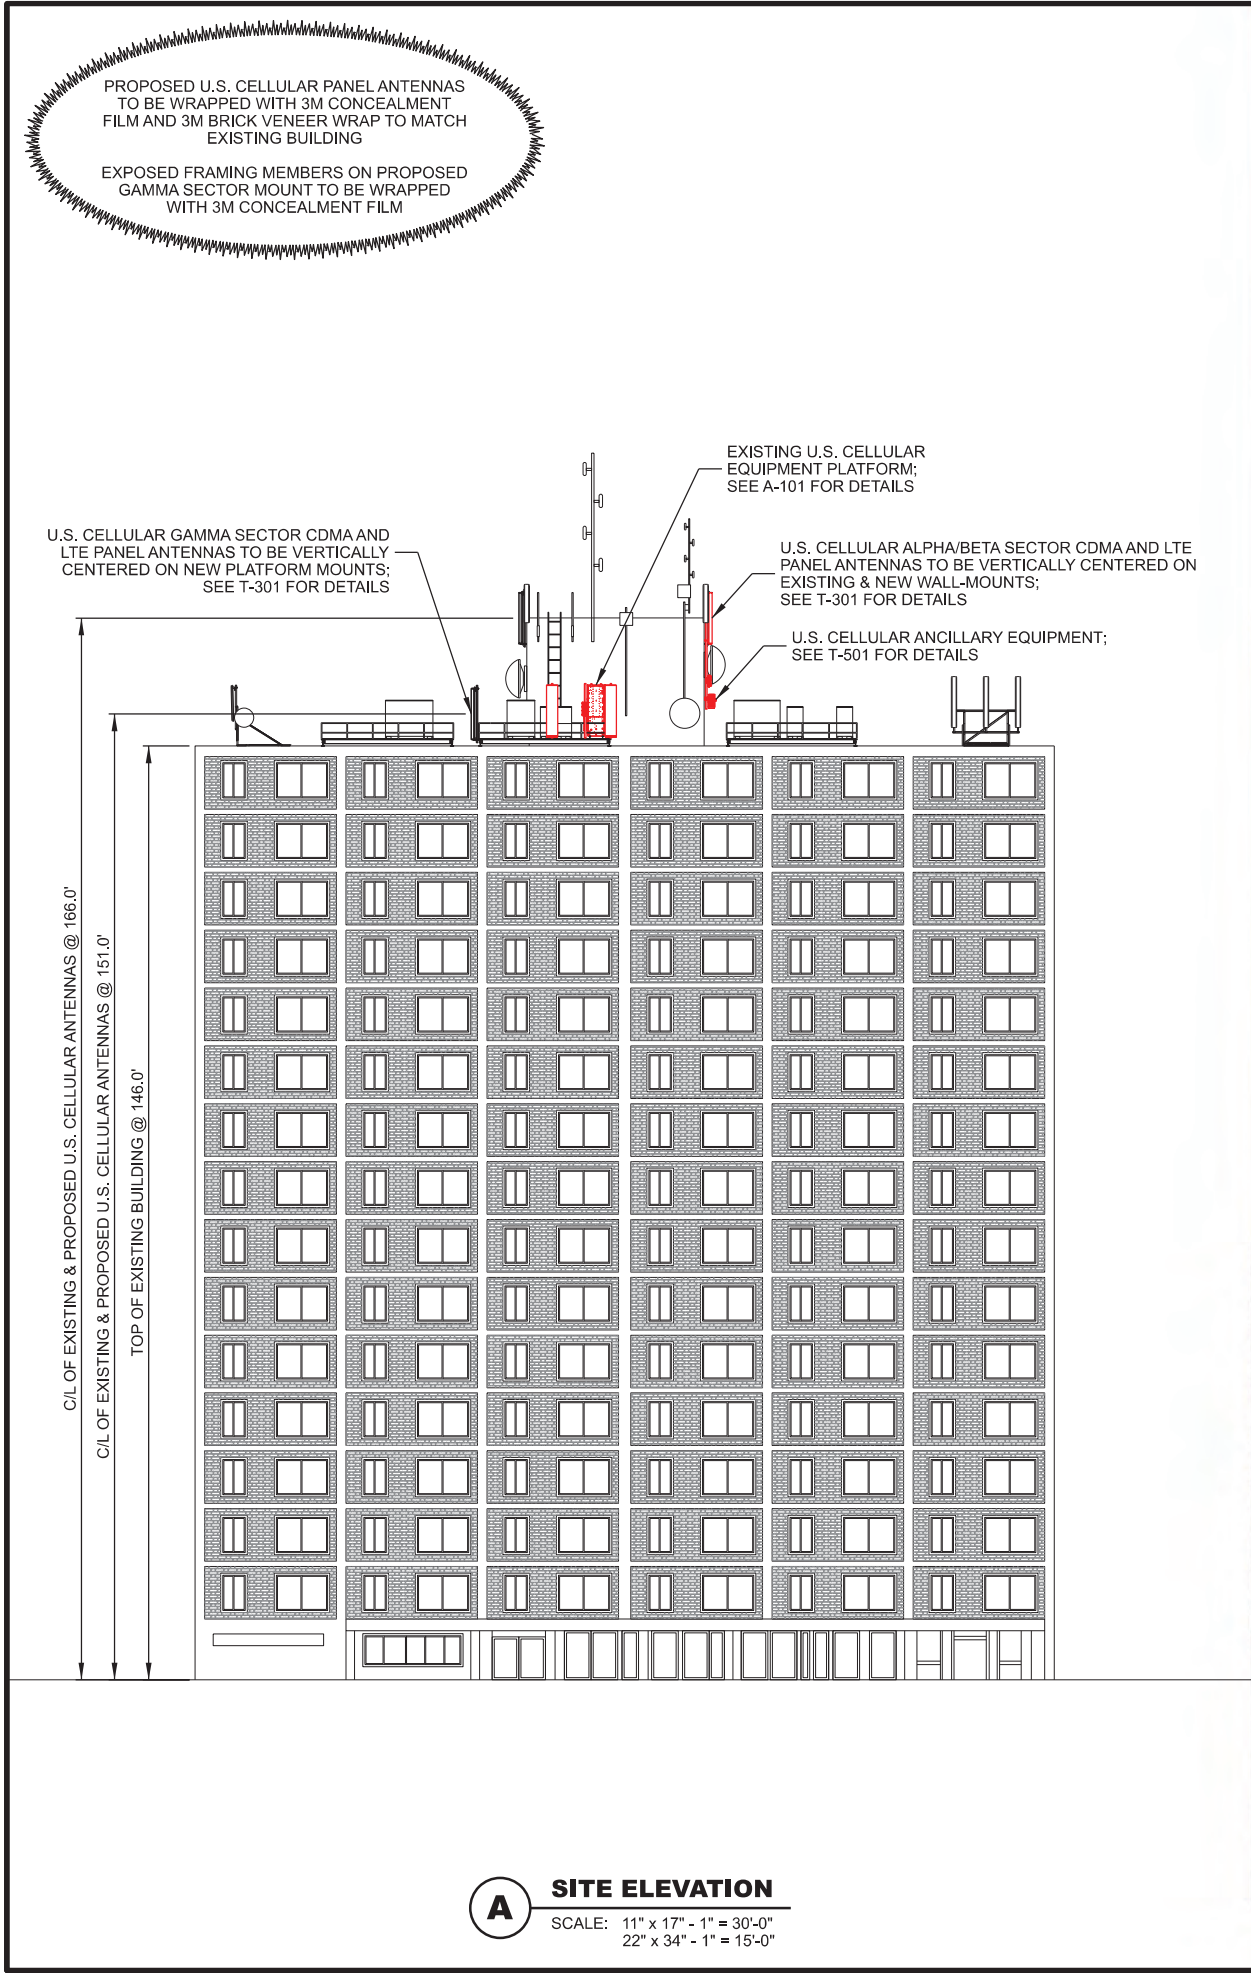 PROPOSED U.S. CELLULAR PANEL ANTENNAS
TO BE WRAPPED WITH 3M CONCEALMENT
FILM AND 3M BRICK VENEER WRAP TO MATCH
EXISTING BUILDING
EXPOSED FRAMING MEMBERS ON PROPOSED
GAMMA SECTOR MOUNT TO BE WRAPPED
WITH 3M CONCEALMENT FILM
EXISTING U.S. CELLULAR
EQUIPMENT PLATFORM;
SEE A-101 FOR DETAILS
U.S. CELLULAR GAMMA SECTOR CDMA AND
LTE PANEL ANTENNAS TO BE VERTICALLY
CENTERED ON NEW PLATFORM MOUNTS;
SEE T-301 FOR DETAILS
U.S. CELLULAR ALPHA/BETA SECTOR CDMA AND LTE
PANEL ANTENNAS TO BE VERTICALLY CENTERED ON
EXISTING & NEW WALL-MOUNTS;
SEE T-301 FOR DETAILS
U.S. CELLULAR ANCILLARY EQUIPMENT;
SEE T-501 FOR DETAILS
C/L OF EXISTING & PROPOSED U.S. CELLULAR ANTENNAS @ 166.0'
C/L OF EXISTING & PROPOSED U.S. CELLULAR ANTENNAS @ 151.0'
TOP OF EXISTING BUILDING @ 146.0'
A
SITE ELEVATION
SCALE: 11" x 17" - 1" = 30'-0"
22" x 34" - 1" = 15'-0"